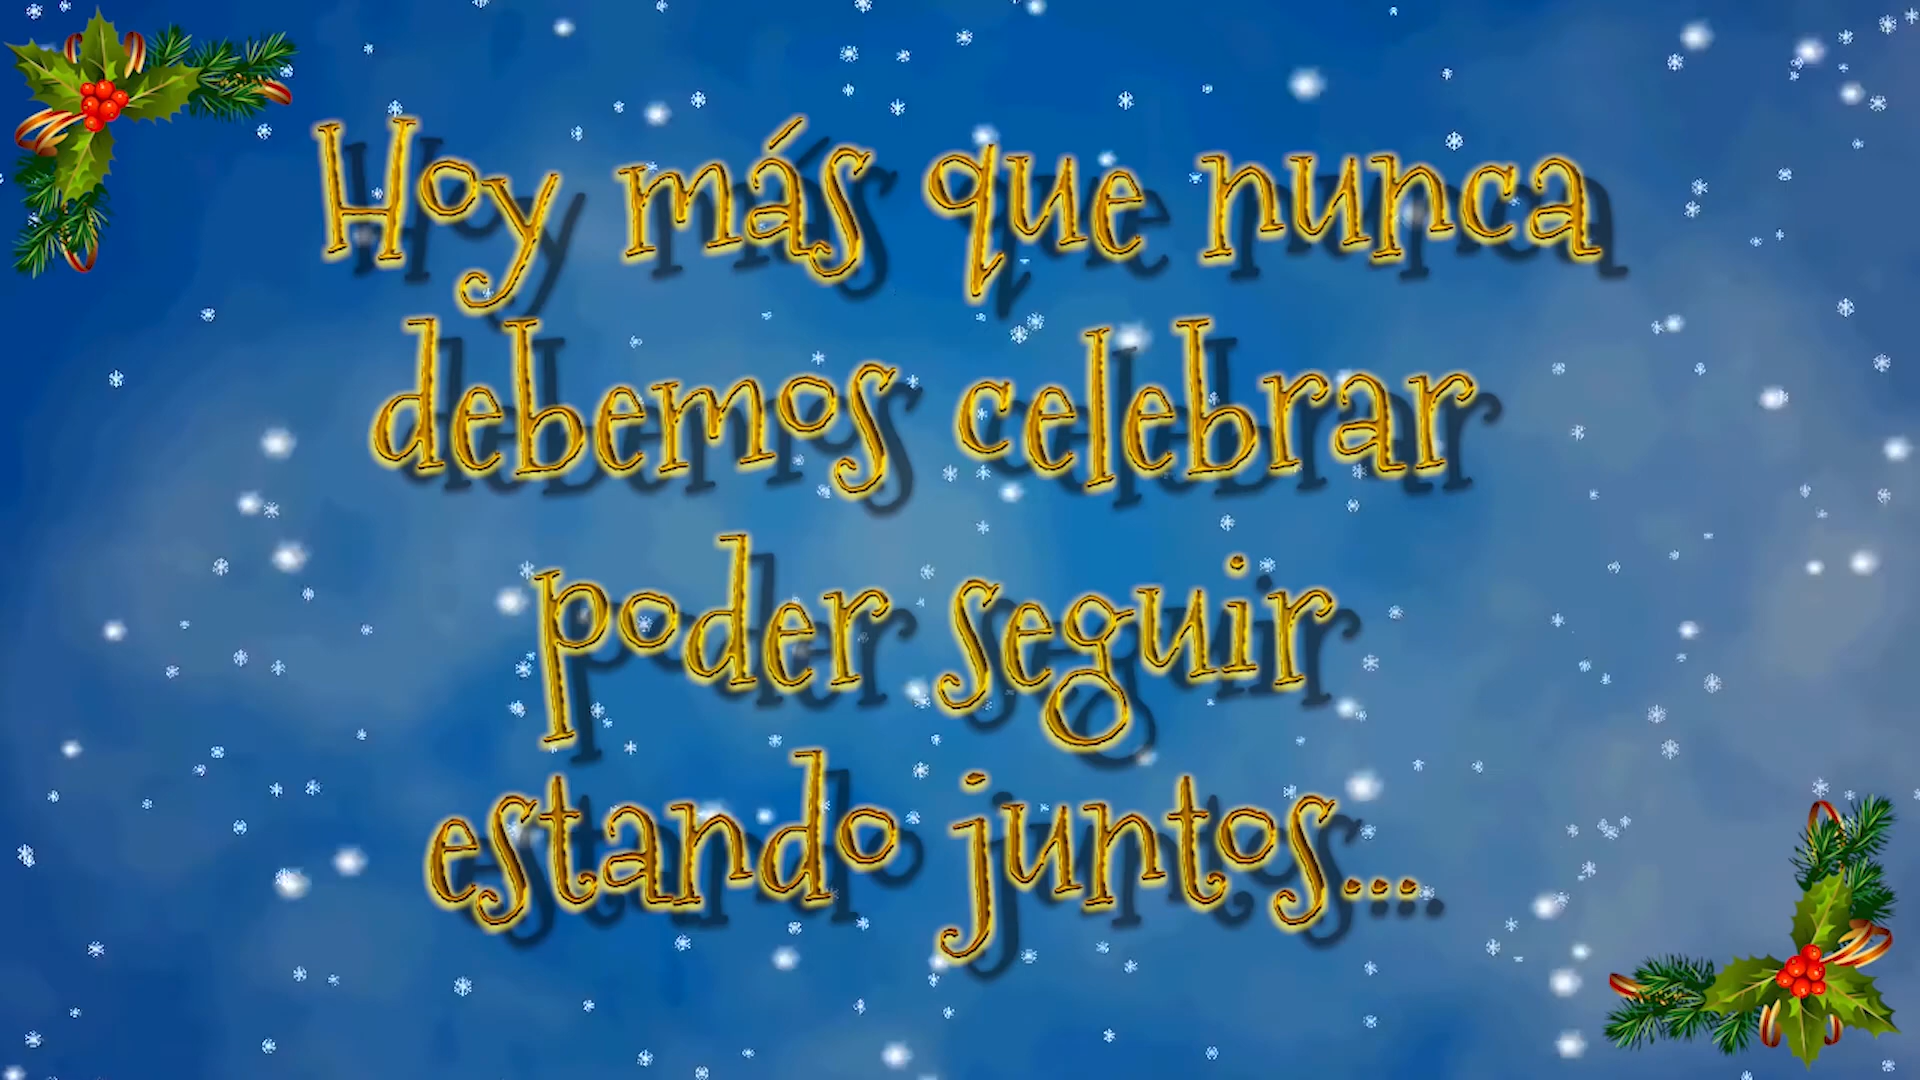 Hoy más que nunca
debemos celebrar
poder seguir
estando juntos...